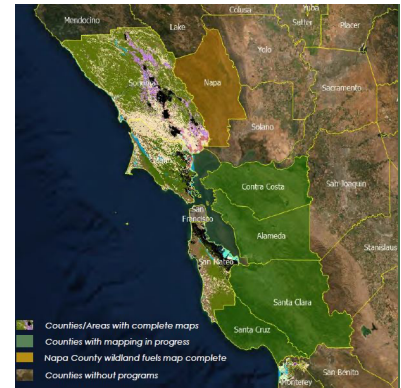 Colusa
Yuba
Mendocino
Lake
Sutter
Placer
Yolo
Sonoma
Napa
Sacramento
Solano
Contra Costa
San Joaquin
San Francisco
Alameda
Stanislaus
San Mateo
Santa Clara
Santa Cruz
San Benito
Monterey
Counties/Areas with complete maps
Counties with mapping in progress
Napa County wildland fuels map complete
Counties without programs